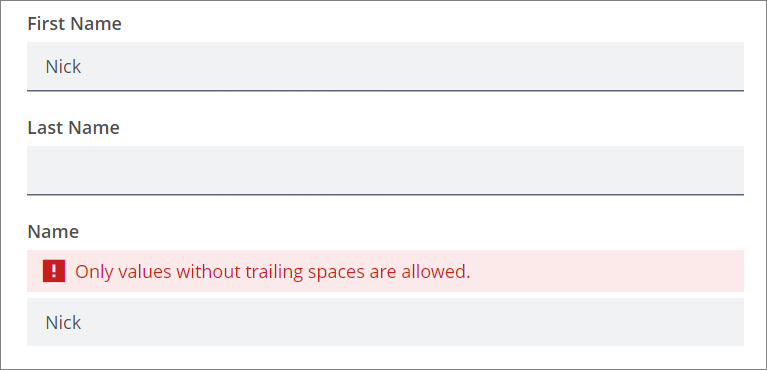 First Name
Nick
Last Name
Name
! Only values without trailing spaces are allowed.
Nick